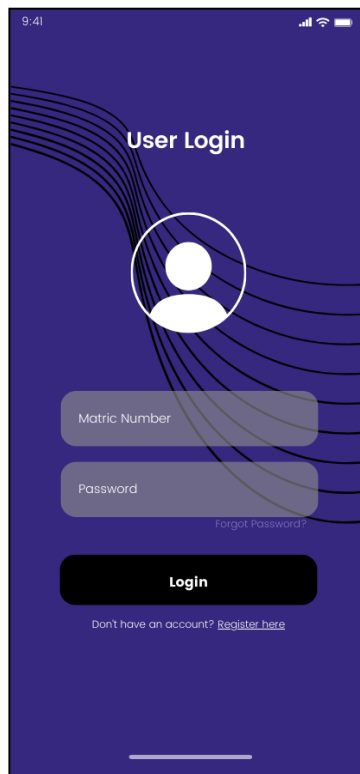 9:41
User Login
Matric Number
Password
Forgot Password?
Login
Don't have an account? Register here